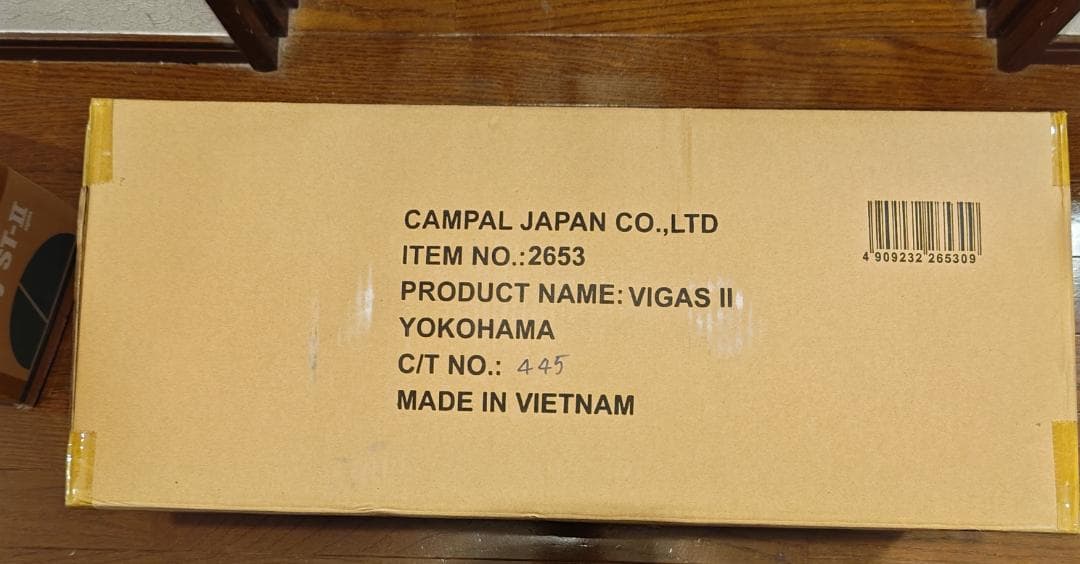 CAMPAL JAPAN CO.,LTD
ITEM NO.:2653
PRODUCT NAME: VIGAS II
YOKOHAMA
C/T NO.: 445
MADE IN VIETNAM
4 909232 265309
ST-II